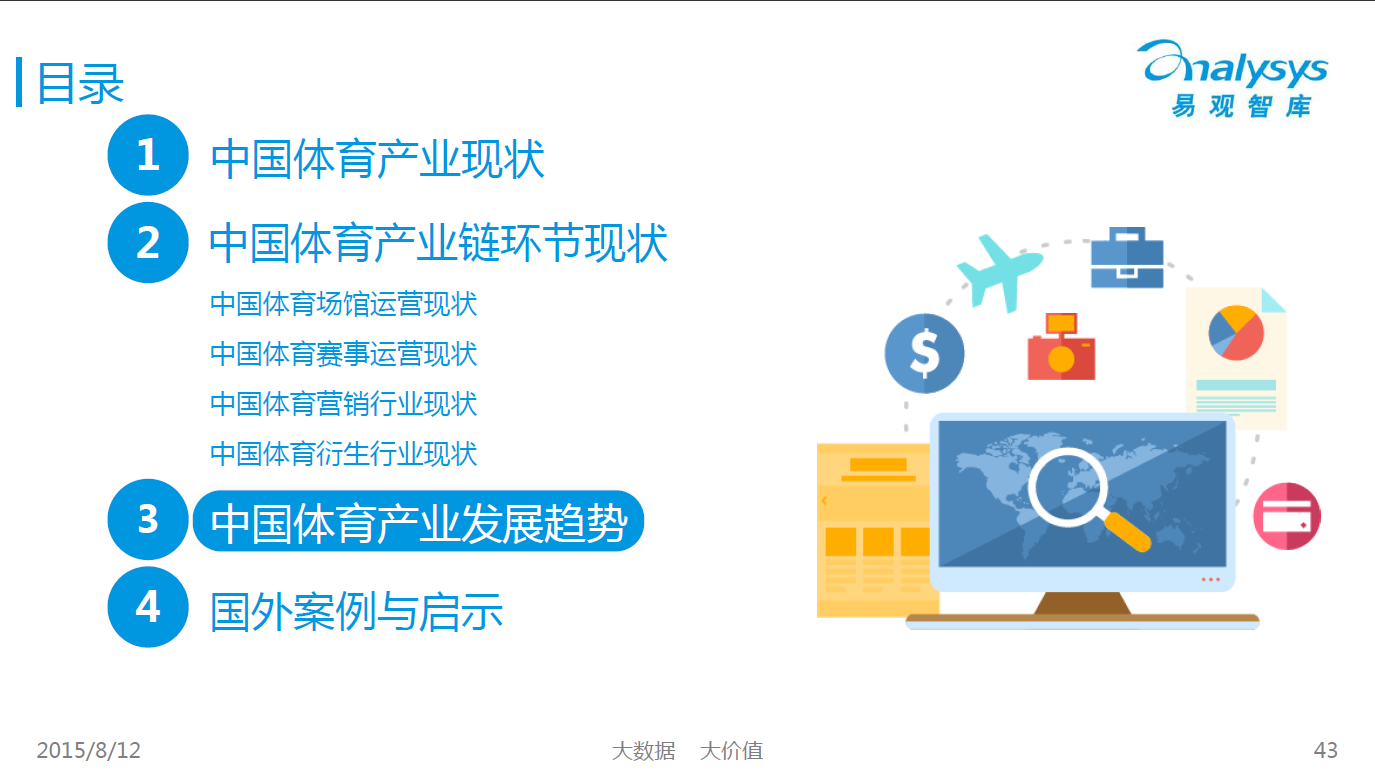 目录
analysys
易观智库
1 中国体育产业现状
2 中国体育产业链环节现状
中国体育场馆运营现状
中国体育赛事运营现状
中国体育营销行业现状
中国体育衍生行业现状
3 中国体育产业发展趋势
4 国外案例与启示
$
2015/8/12 大数据 大价值 43